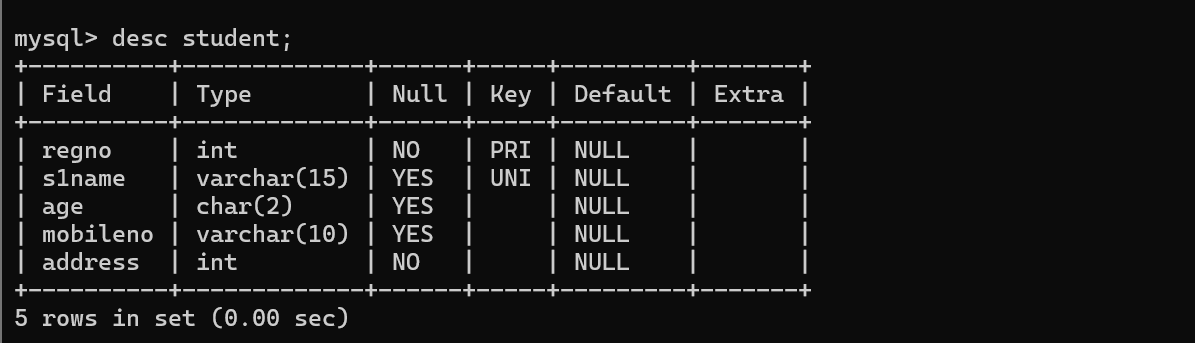 mysql> desc student;
+----------+-------------+------+-----+---------+-------+
| Field    | Type        | Null | Key | Default | Extra |
+----------+-------------+------+-----+---------+-------+
| regno    | int         | NO   | PRI | NULL    |       |
| s1name   | varchar(15) | YES  | UNI | NULL    |       |
| age      | char(2)     | YES  |     | NULL    |       |
| mobileno | varchar(10) | YES  |     | NULL    |       |
| address  | int         | NO   |     | NULL    |       |
+----------+-------------+------+-----+---------+-------+
5 rows in set (0.00 sec)